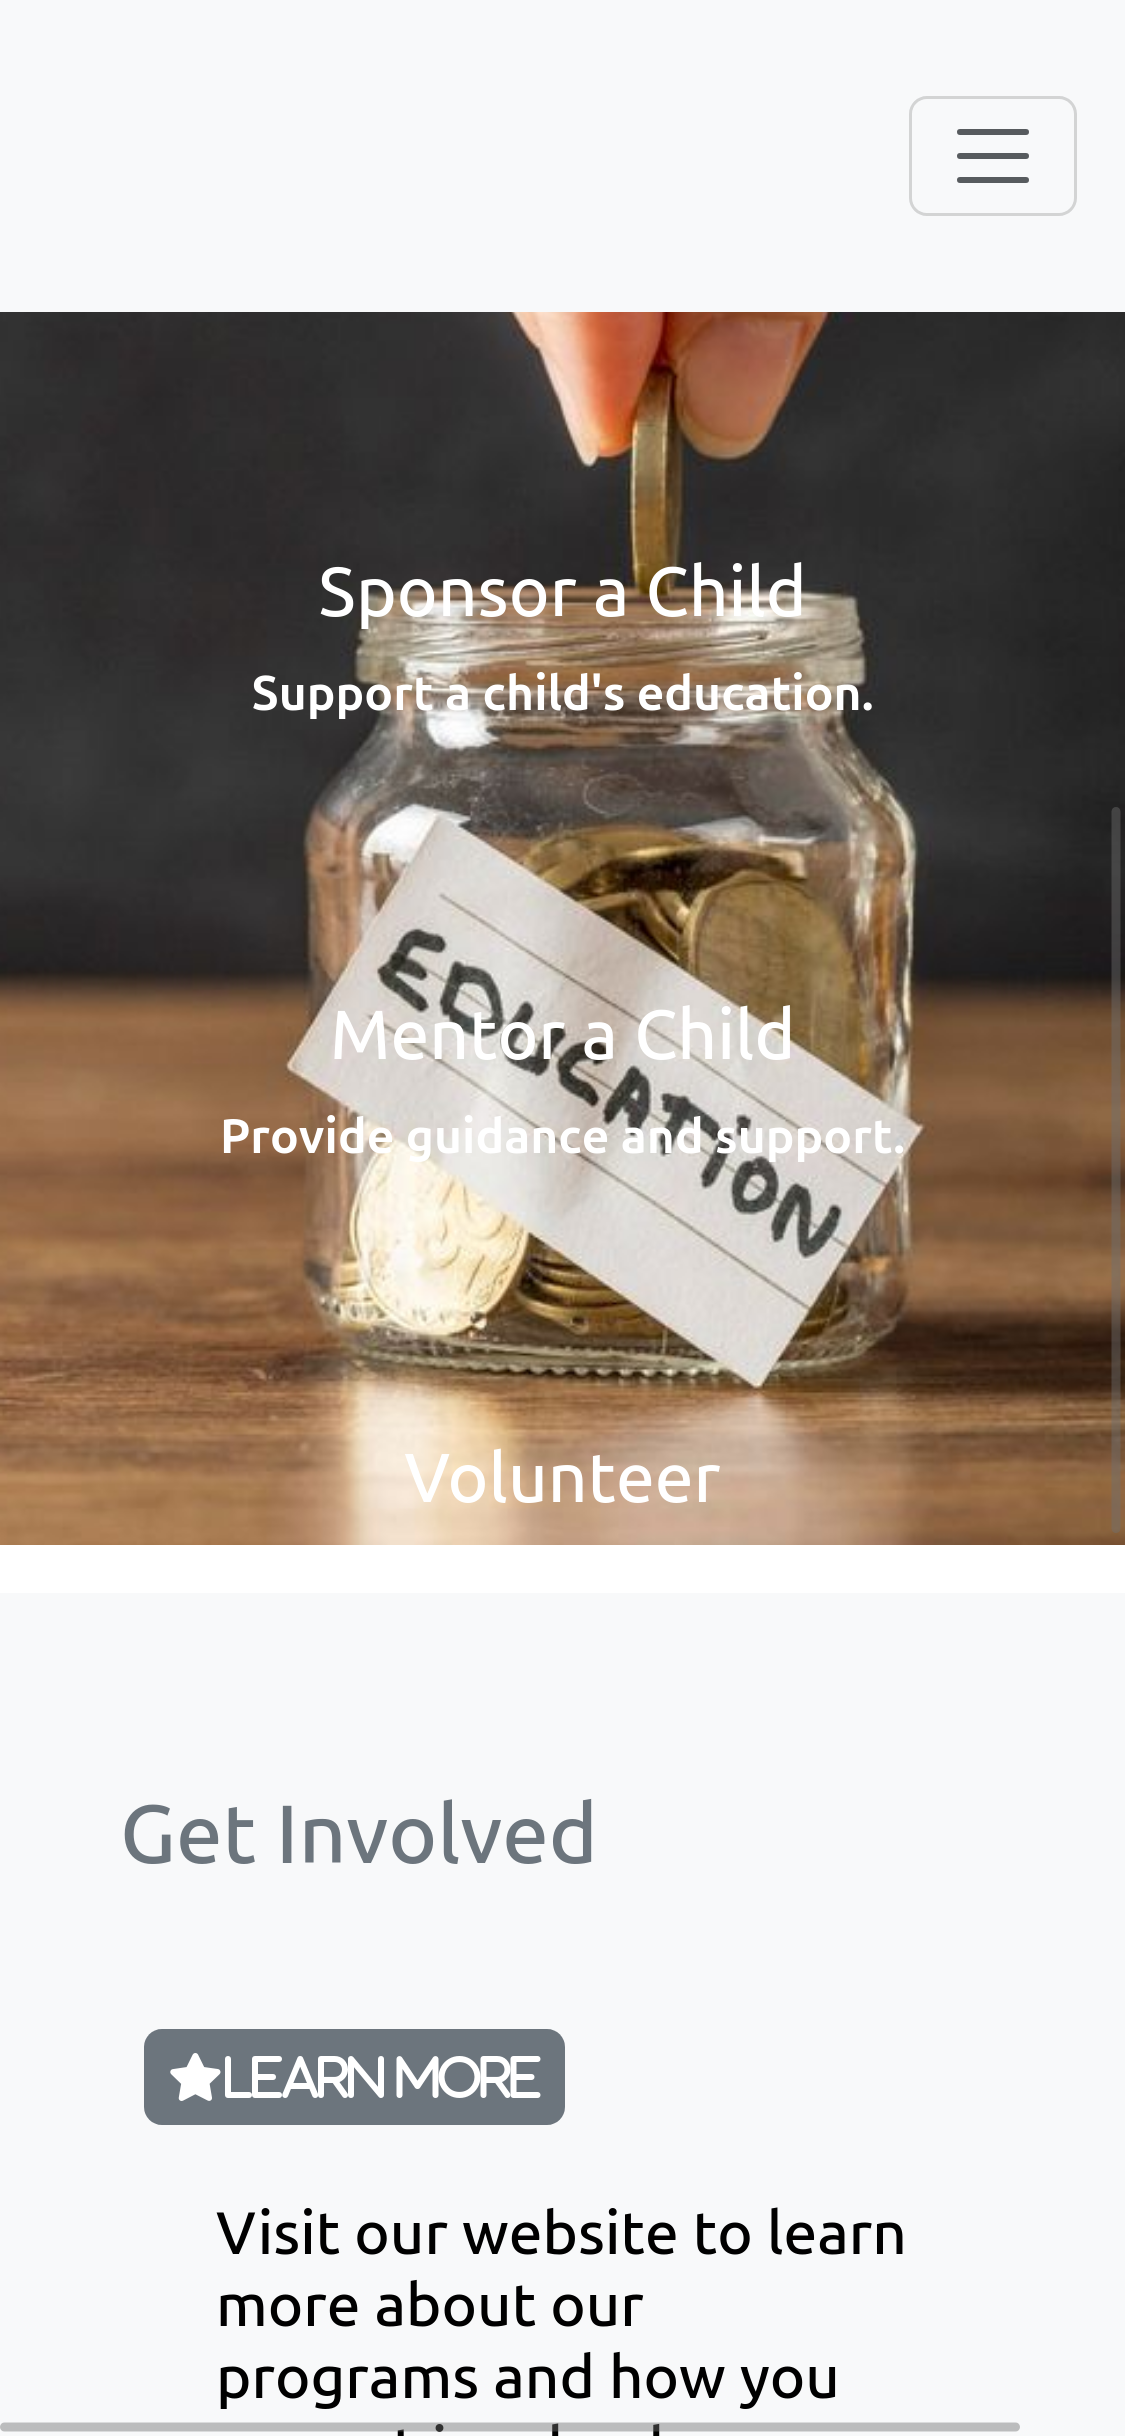 Sponsor a Child
Support a child's education.
EDUCATION
Mentor a Child
Provide guidance and support.
Volunteer
Get Involved
LEARN MORE
Visit our website to learn
more about our
programs and how you